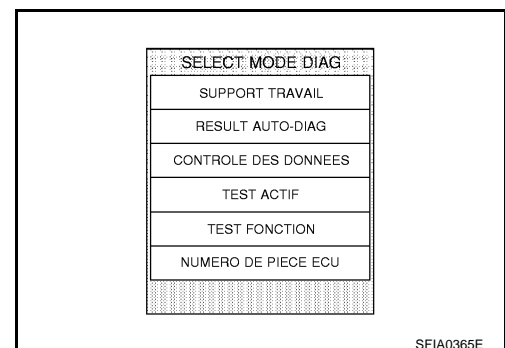 SELECT MODE DIAG
SUPPORT TRAVAIL
RESULT AUTO-DIAG
CONTROLE DES DONNEES
TEST ACTIF
TEST FONCTION
NUMERO DE PIECE ECU
SFIA0365E